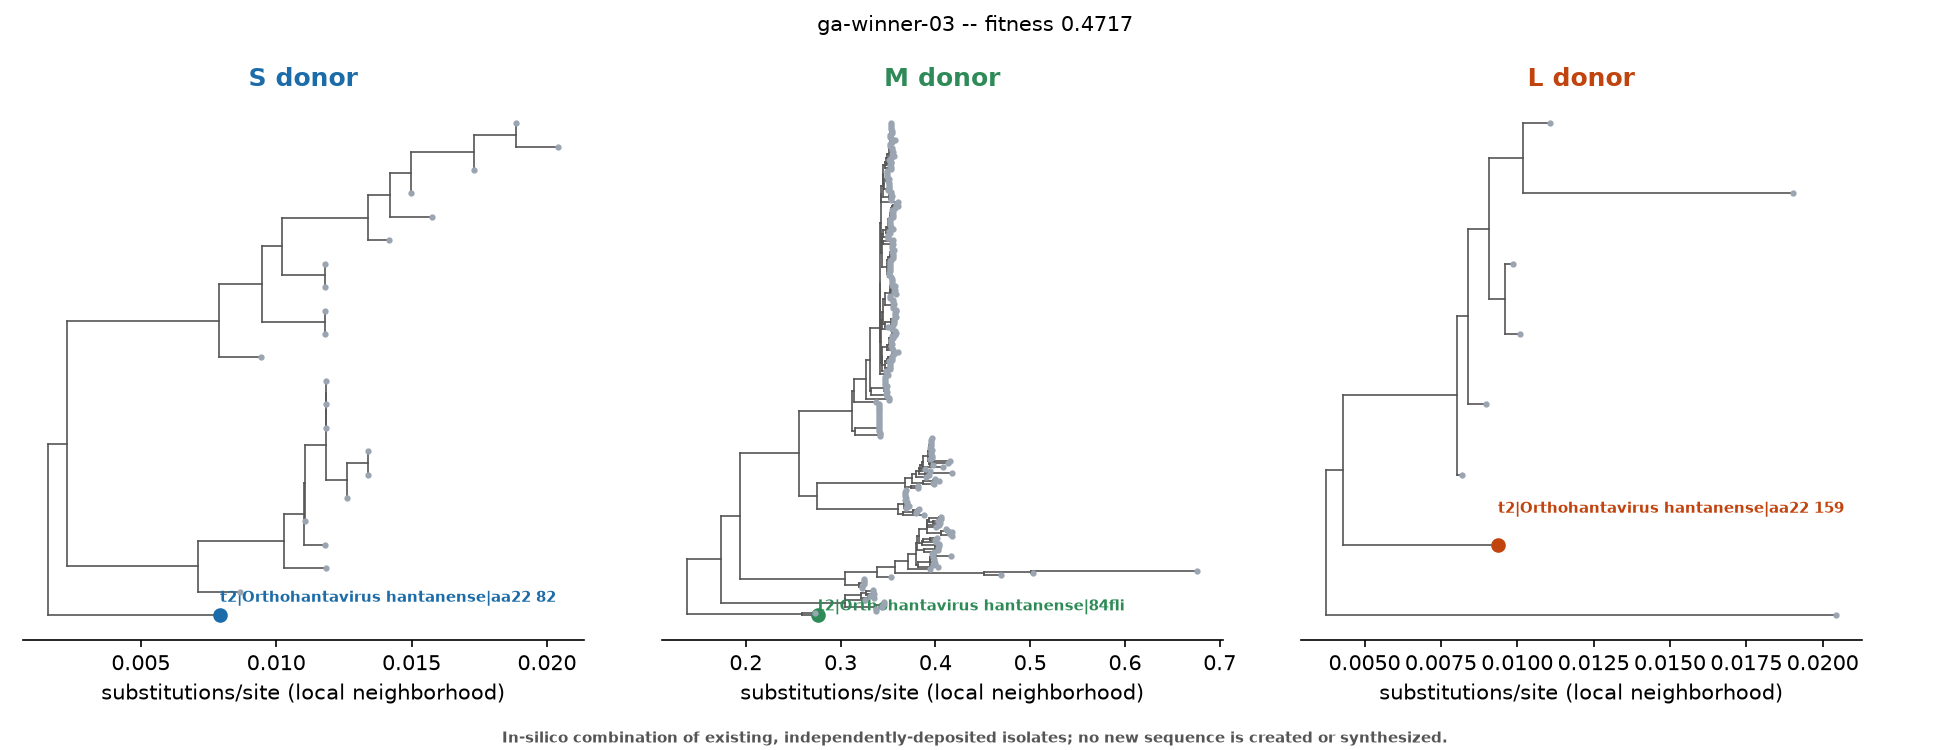 ga-winner-03 -- fitness 0.4717
S donor
M donor
L donor
t2|Orthohantavirus hantanense|aa22 159
t2|Orthohantavirus hantanense|aa22 82
t2|Orthohantavirus hantanense|84fli
0.005 0.010 0.015 0.020
0.2 0.3 0.4 0.5 0.6 0.7
0.0050 0.0075 0.0100 0.0125 0.0150 0.0175 0.0200
substitutions/site (local neighborhood)
substitutions/site (local neighborhood)
substitutions/site (local neighborhood)
In-silico combination of existing, independently-deposited isolates; no new sequence is created or synthesized.